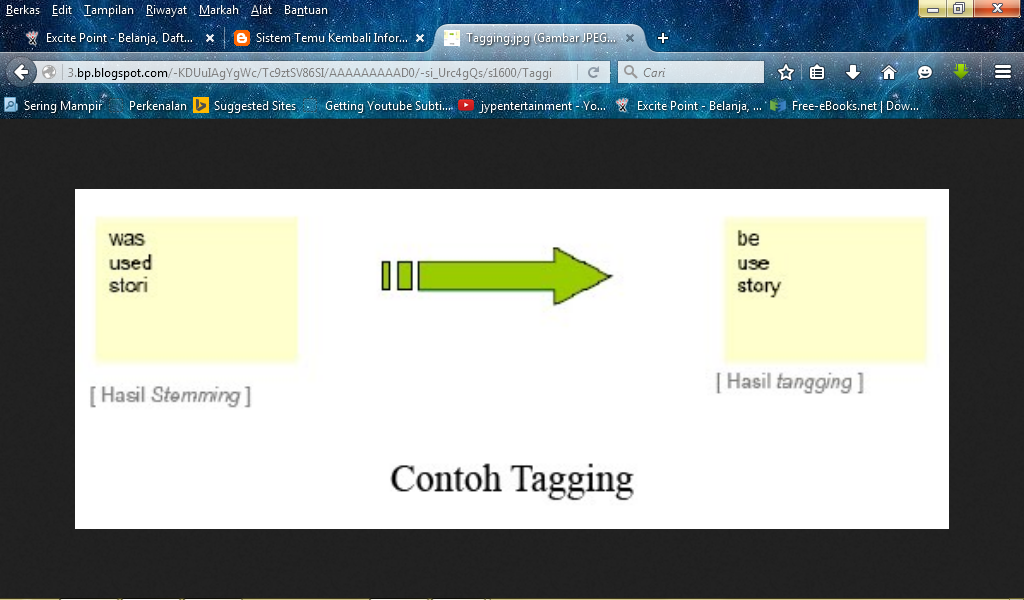 Berkas Edit Tampilan Riwayat Markah Alat Bantuan
Excite Point - Belanja, Daft... Sistem Temu Kembali Infor... Tagging.jpg (Gambar JPEG...
3.bp.blogspot.com/-KDUuIAgYgWc/Tc9ztSV86SI/AAAAAAAAAD0/-si_Urc4gQs/s1600/Taggi Cari
Sering Mampir Perkenalan Suggested Sites Getting Youtube Subti... jypentertainment - Yo... Excite Point - Belanja, ... Free-eBooks.net | Dow...
was
used
stori
[ Hasil Stemming ]
be
use
story
[ Hasil tangging ]
Contoh Tagging